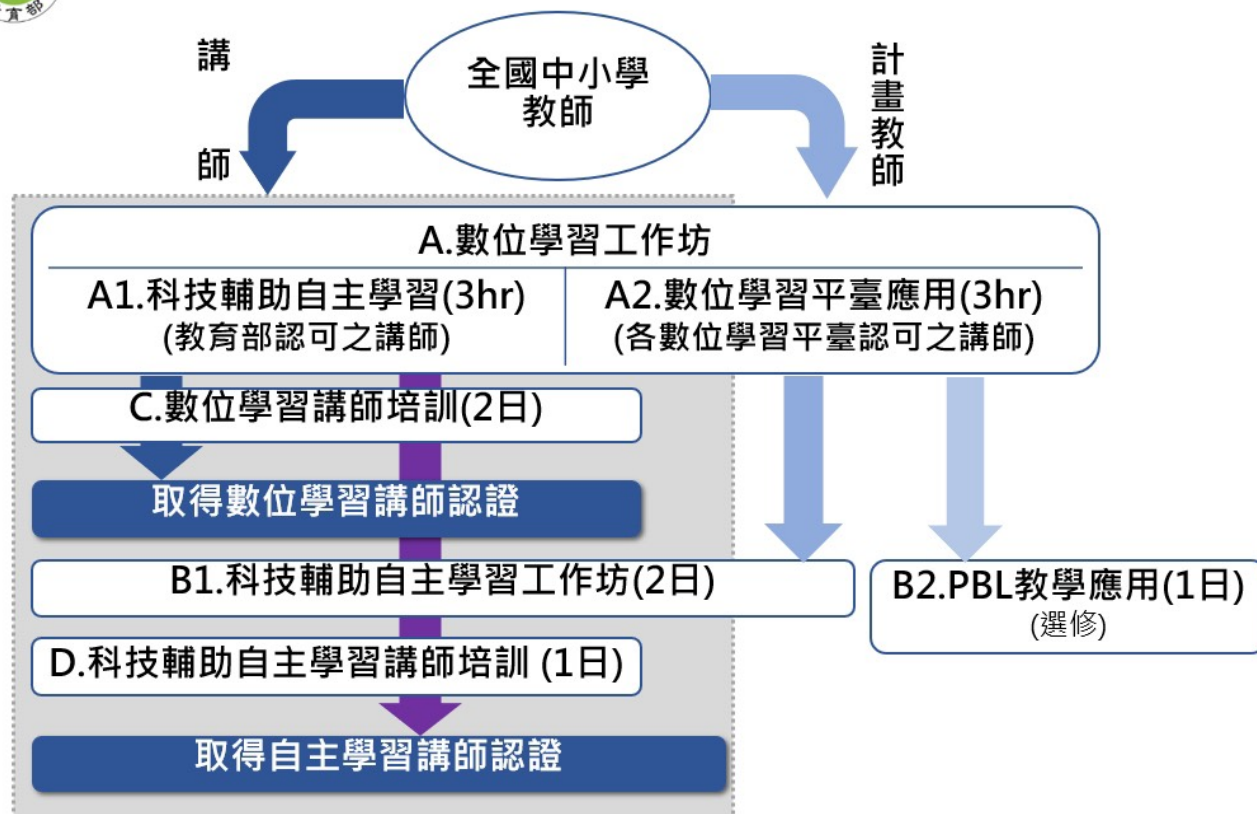 育部
講師
全國中小學
教師
計畫教師
A.數位學習工作坊
A1.科技輔助自主學習(3hr)
(教育部認可之講師)
A2.數位學習平臺應用(3hr)
(各數位學習平臺認可之講師)
C.數位學習講師培訓(2日)
取得數位學習講師認證
B1.科技輔助自主學習工作坊(2日)
B2.PBL教學應用(1日)
(選修)
D.科技輔助自主學習講師培訓 (1日)
取得自主學習講師認證